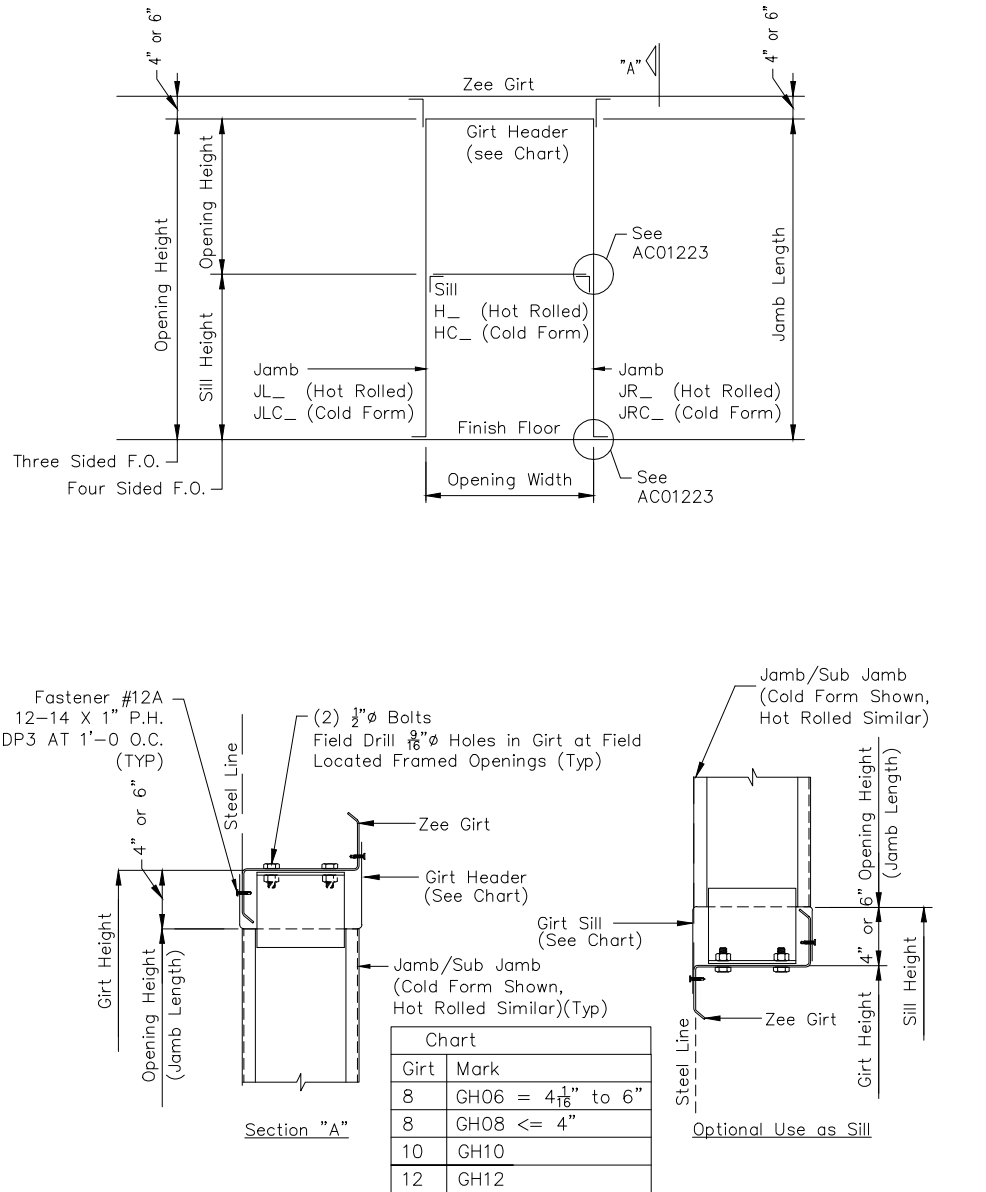 4" or 6"
4" or 6"
"A"
Zee Girt
Girt Header
(see Chart)
Opening Height
Opening Height
Sill Height
Jamb Length
See
AC01223
Sill
H_ (Hot Rolled)
HC_ (Cold Form)
Jamb
JL_ (Hot Rolled)
JLC_ (Cold Form)
Jamb
JR_ (Hot Rolled)
JRC_ (Cold Form)
Finish Floor
Three Sided F.O.
Four Sided F.O.
Opening Width
See
AC01223
Fastener #12A
12-14 X 1" P.H.
DP3 AT 1'-0 O.C.
(TYP)
Steel Line
4" or 6"
(2) 1/2"ø Bolts
Field Drill 9/16"ø Holes in Girt at Field
Located Framed Openings (Typ)
Zee Girt
Girt Header
(See Chart)
Girt Height
Opening Height
(Jamb Length)
Jamb/Sub Jamb
(Cold Form Shown,
Hot Rolled Similar)(Typ)
Section "A"
Jamb/Sub Jamb
(Cold Form Shown,
Hot Rolled Similar)
Opening Height
(Jamb Length)
4" or 6"
Girt Sill
(See Chart)
Zee Girt
Girt Height
Sill Height
Steel Line
Optional Use as Sill
Chart
Girt Mark
8 GH06 = 4 1/16" to 6"
8 GH08 <= 4"
10 GH10
12 GH12